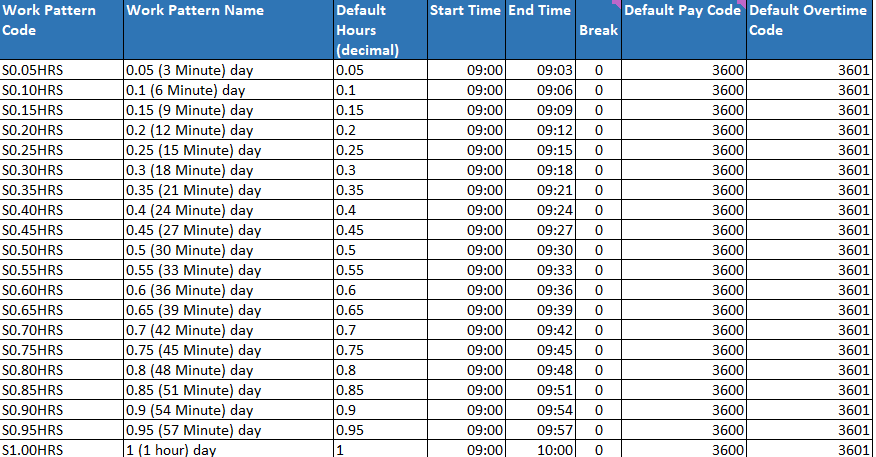 Work Pattern Code Work Pattern Name Default Hours (decimal) Start Time End Time Break Default Pay Code Default Overtime Code
S0.05HRS 0.05 (3 Minute) day 0.05 09:00 09:03 0 3600 3601
S0.10HRS 0.1 (6 Minute) day 0.1 09:00 09:06 0 3600 3601
S0.15HRS 0.15 (9 Minute) day 0.15 09:00 09:09 0 3600 3601
S0.20HRS 0.2 (12 Minute) day 0.2 09:00 09:12 0 3600 3601
S0.25HRS 0.25 (15 Minute) day 0.25 09:00 09:15 0 3600 3601
S0.30HRS 0.3 (18 Minute) day 0.3 09:00 09:18 0 3600 3601
S0.35HRS 0.35 (21 Minute) day 0.35 09:00 09:21 0 3600 3601
S0.40HRS 0.4 (24 Minute) day 0.4 09:00 09:24 0 3600 3601
S0.45HRS 0.45 (27 Minute) day 0.45 09:00 09:27 0 3600 3601
S0.50HRS 0.5 (30 Minute) day 0.5 09:00 09:30 0 3600 3601
S0.55HRS 0.55 (33 Minute) day 0.55 09:00 09:33 0 3600 3601
S0.60HRS 0.6 (36 Minute) day 0.6 09:00 09:36 0 3600 3601
S0.65HRS 0.65 (39 Minute) day 0.65 09:00 09:39 0 3600 3601
S0.70HRS 0.7 (42 Minute) day 0.7 09:00 09:42 0 3600 3601
S0.75HRS 0.75 (45 Minute) day 0.75 09:00 09:45 0 3600 3601
S0.80HRS 0.8 (48 Minute) day 0.8 09:00 09:48 0 3600 3601
S0.85HRS 0.85 (51 Minute) day 0.85 09:00 09:51 0 3600 3601
S0.90HRS 0.9 (54 Minute) day 0.9 09:00 09:54 0 3600 3601
S0.95HRS 0.95 (57 Minute) day 0.95 09:00 09:57 0 3600 3601
S1.00HRS 1 (1 hour) day 1 09:00 10:00 0 3600 3601